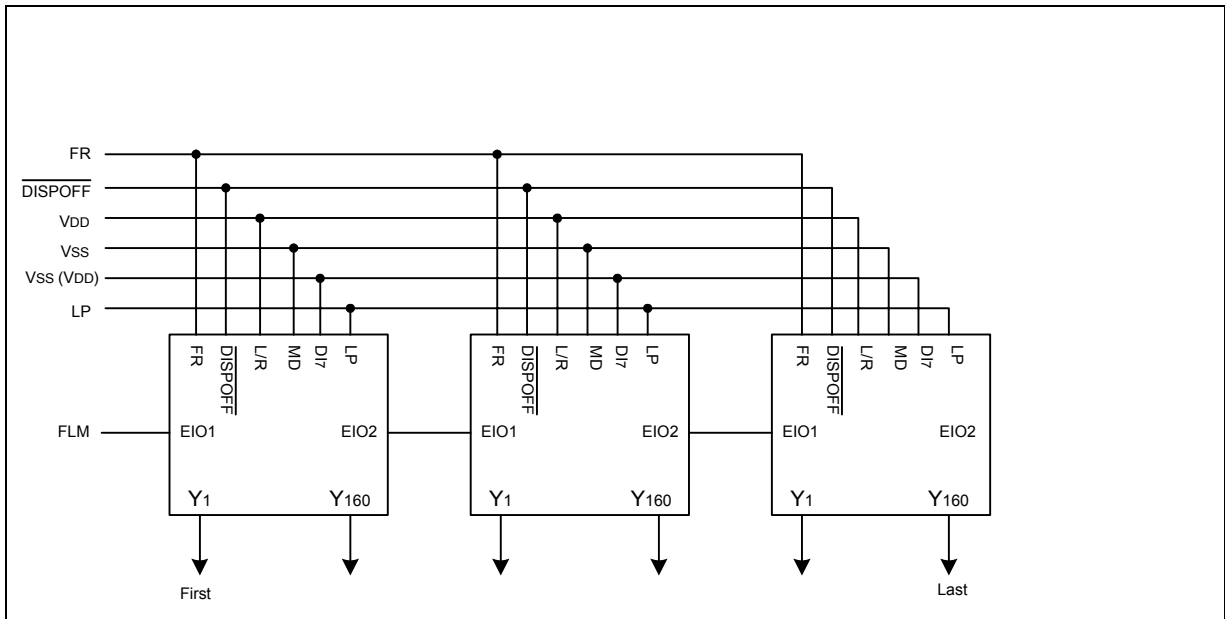 FR
DISPOFF
VDD
VSS
VSS (VDD)
LP
FR DISPOFF L/R MD DI7 LP
FR DISPOFF L/R MD DI7 LP
FR DISPOFF L/R MD DI7 LP
FLM EIO1 EIO2 EIO1 EIO2 EIO1 EIO2
Y1 Y160 Y1 Y160 Y1 Y160
First Last